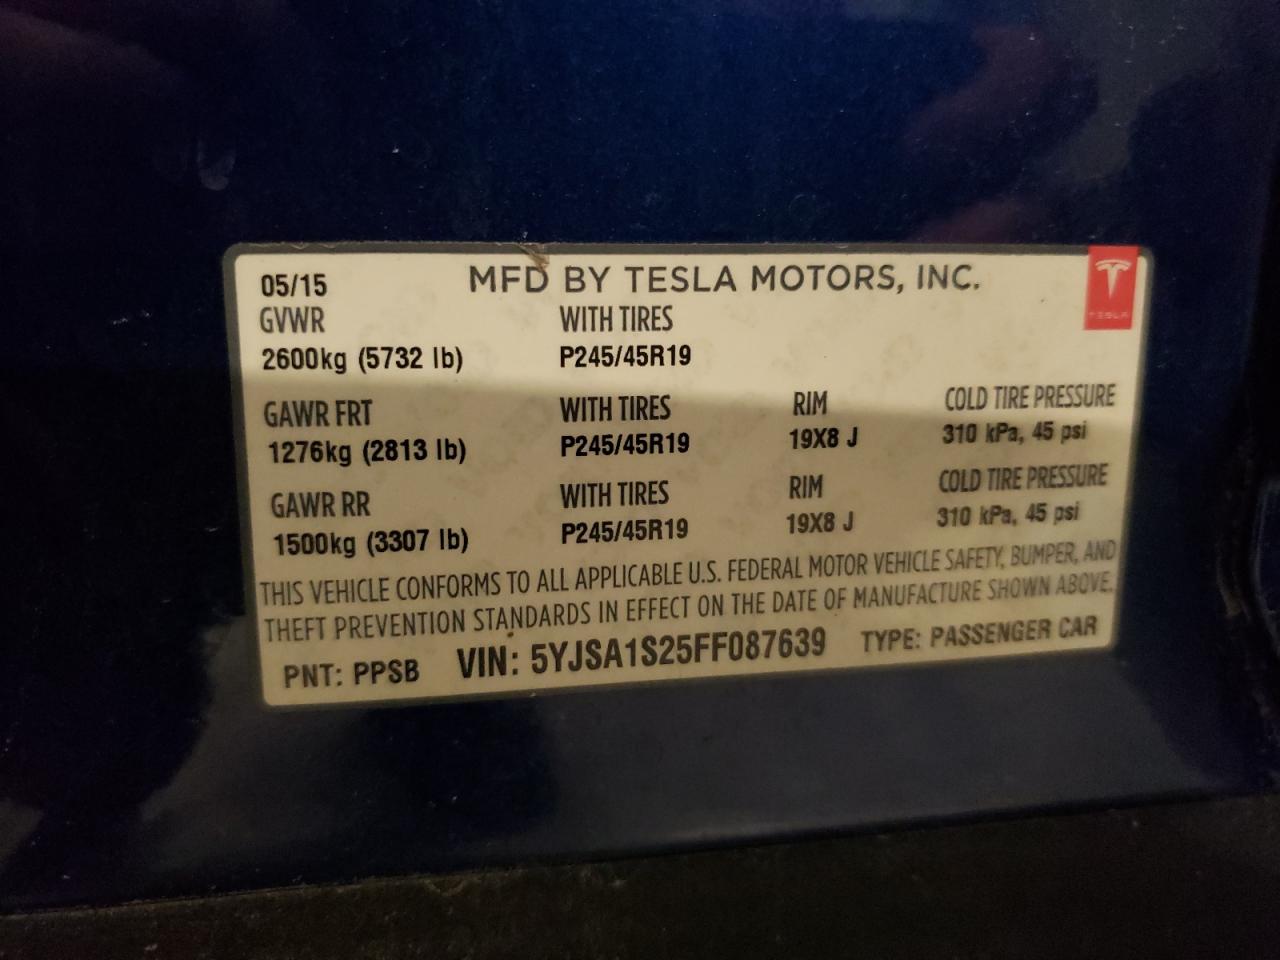 05/15 MFD BY TESLA MOTORS, INC.
TESLA
GVWR WITH TIRES
2600kg (5732 lb) P245/45R19
GAWR FRT WITH TIRES RIM COLD TIRE PRESSURE
1276kg (2813 lb) P245/45R19 19X8 J 310 kPa, 45 psi
GAWR RR WITH TIRES RIM COLD TIRE PRESSURE
1500kg (3307 lb) P245/45R19 19X8 J 310 kPa, 45 psi
THIS VEHICLE CONFORMS TO ALL APPLICABLE U.S. FEDERAL MOTOR VEHICLE SAFETY, BUMPER, AND
THEFT PREVENTION STANDARDS IN EFFECT ON THE DATE OF MANUFACTURE SHOWN ABOVE.
PNT: PPSB VIN: 5YJSA1S25FF087639 TYPE: PASSENGER CAR